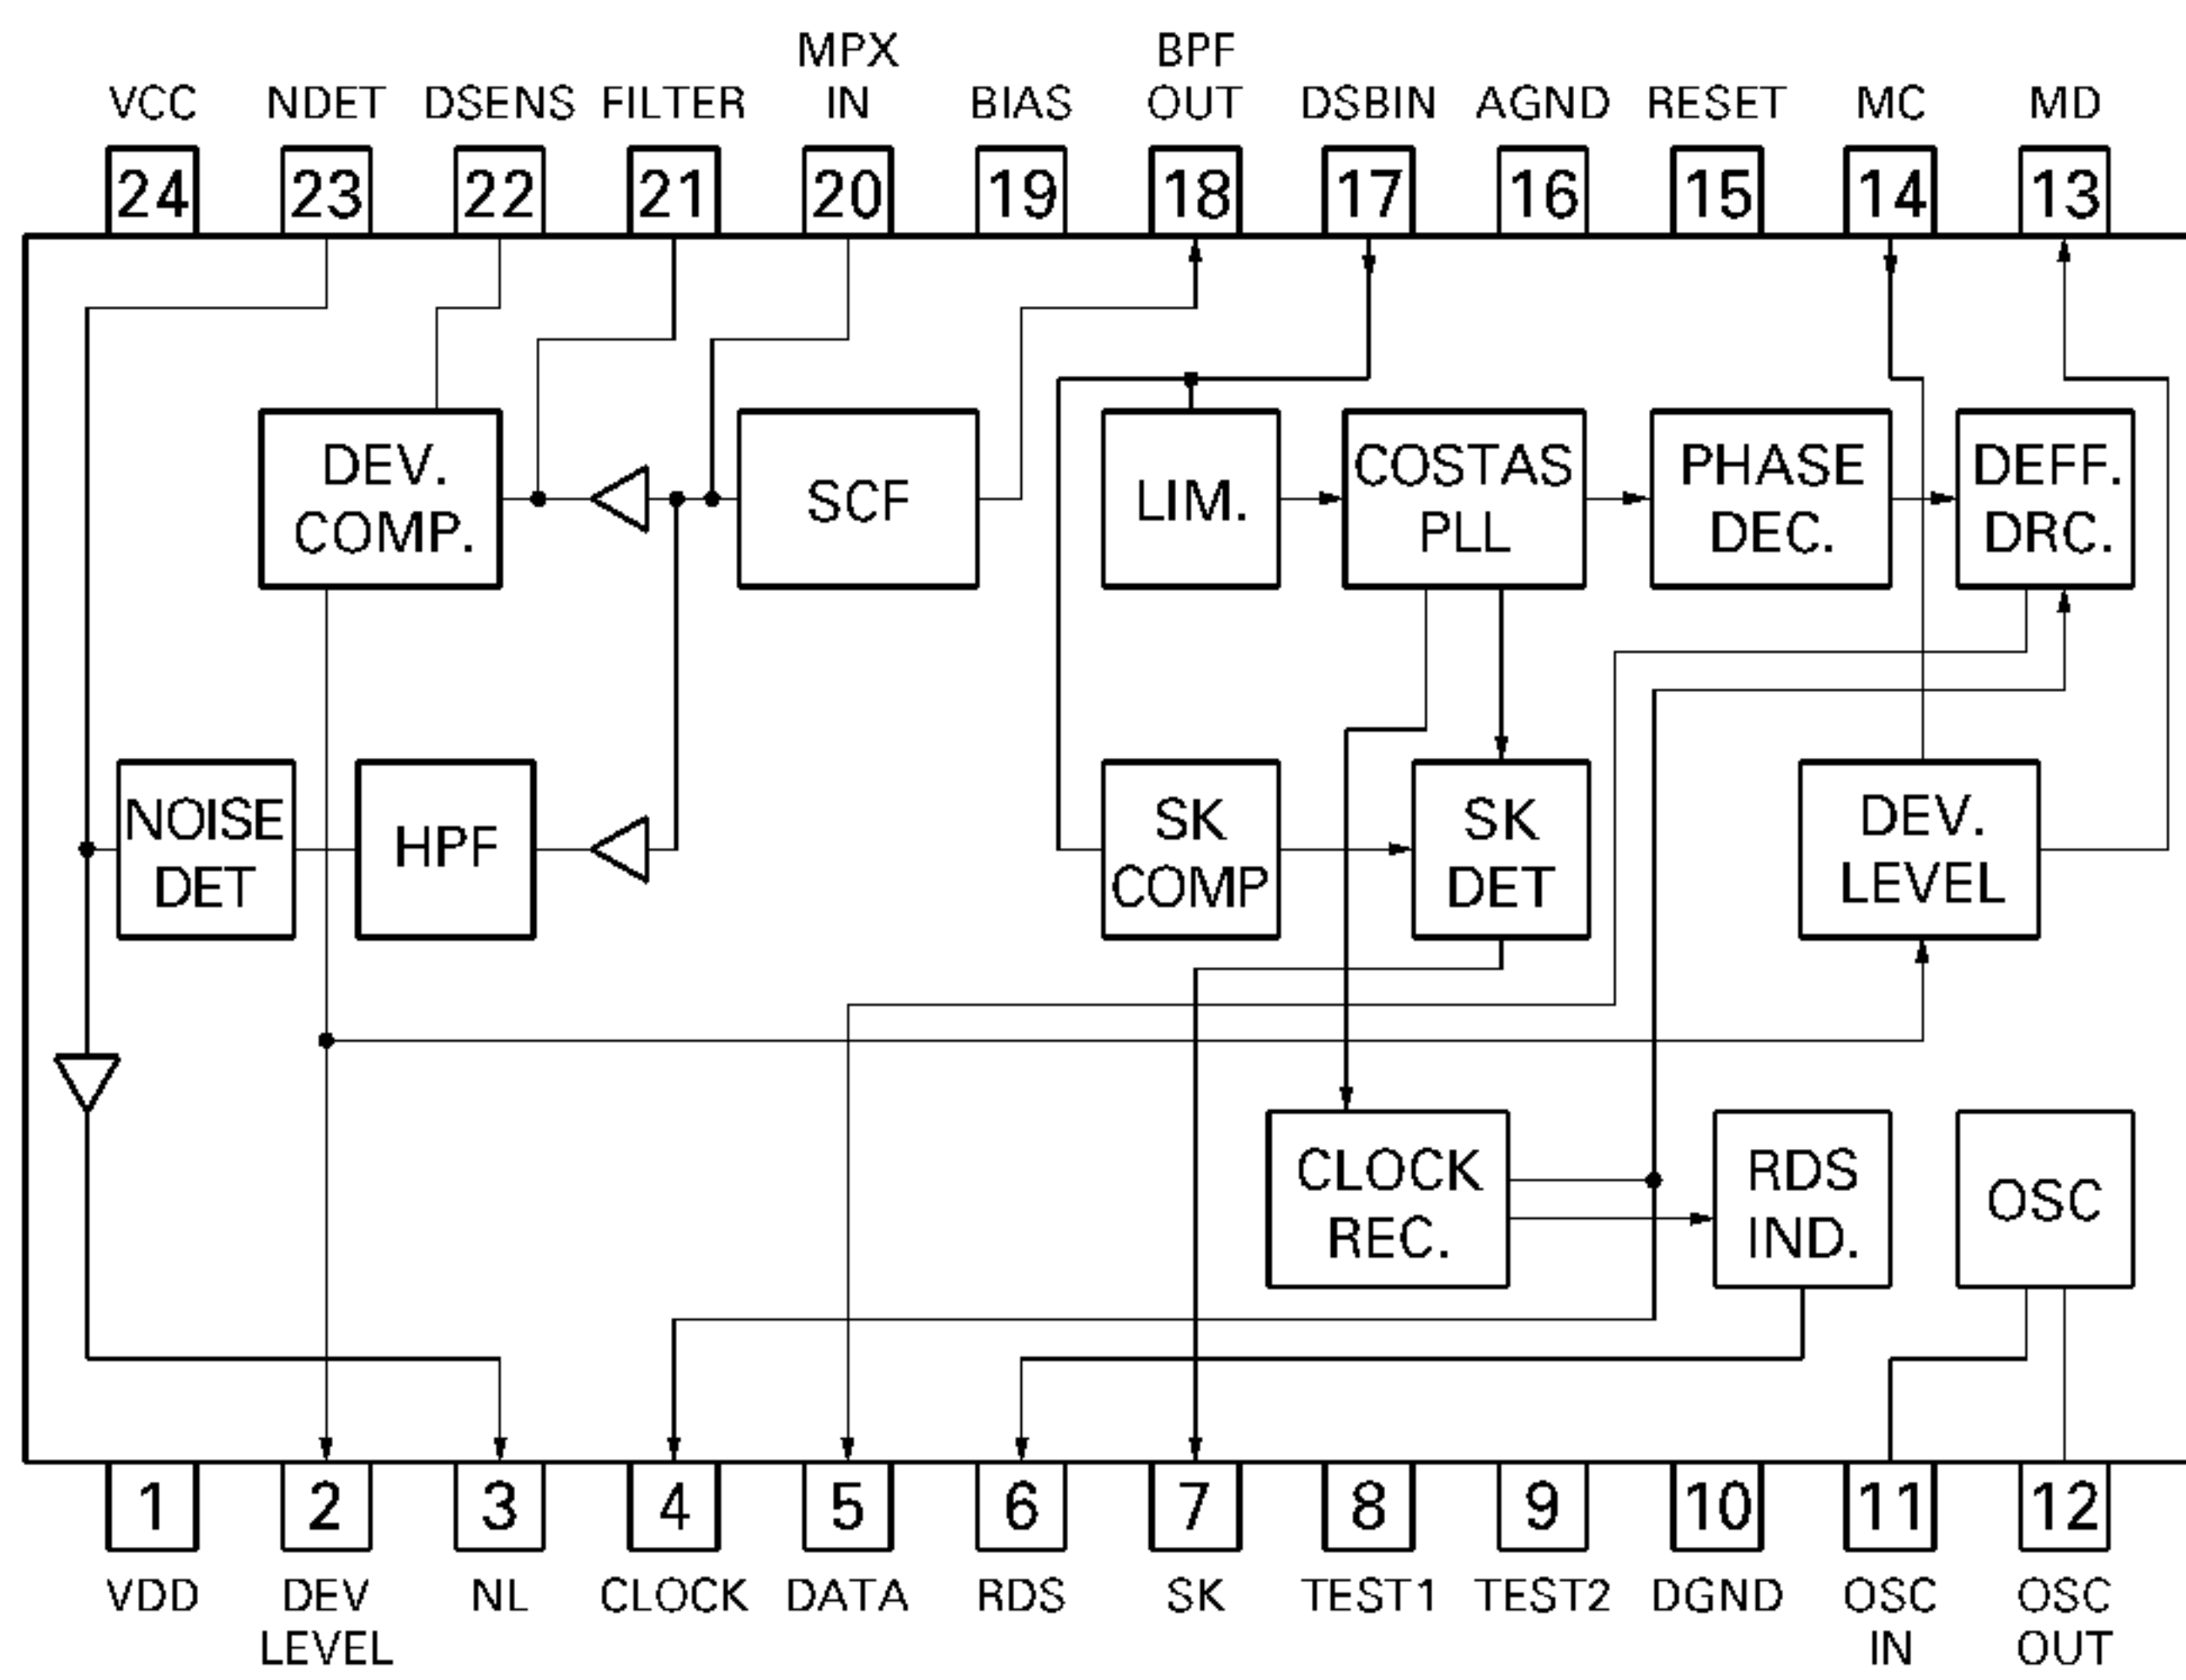 MPX
BPF
VCC NDET DSENS FILTER IN BIAS OUT DSBIN AGND RESET MC MD
24 23 22 21 20 19 18 17 16 15 14 13
DEV. COSTAS PHASE DEFF.
SCF LIM.
COMP. PLL DEC. DRC.
NOISE SK SK DEV.
HPF
DET COMP DET LEVEL
CLOCK RDS
OSC
REC. IND.
1 2 3 4 5 6 7 8 9 10 11 12
VDD DEV NL CLOCK DATA RDS SK TEST1 TEST2 DGND OSC OSC
LEVEL IN OUT